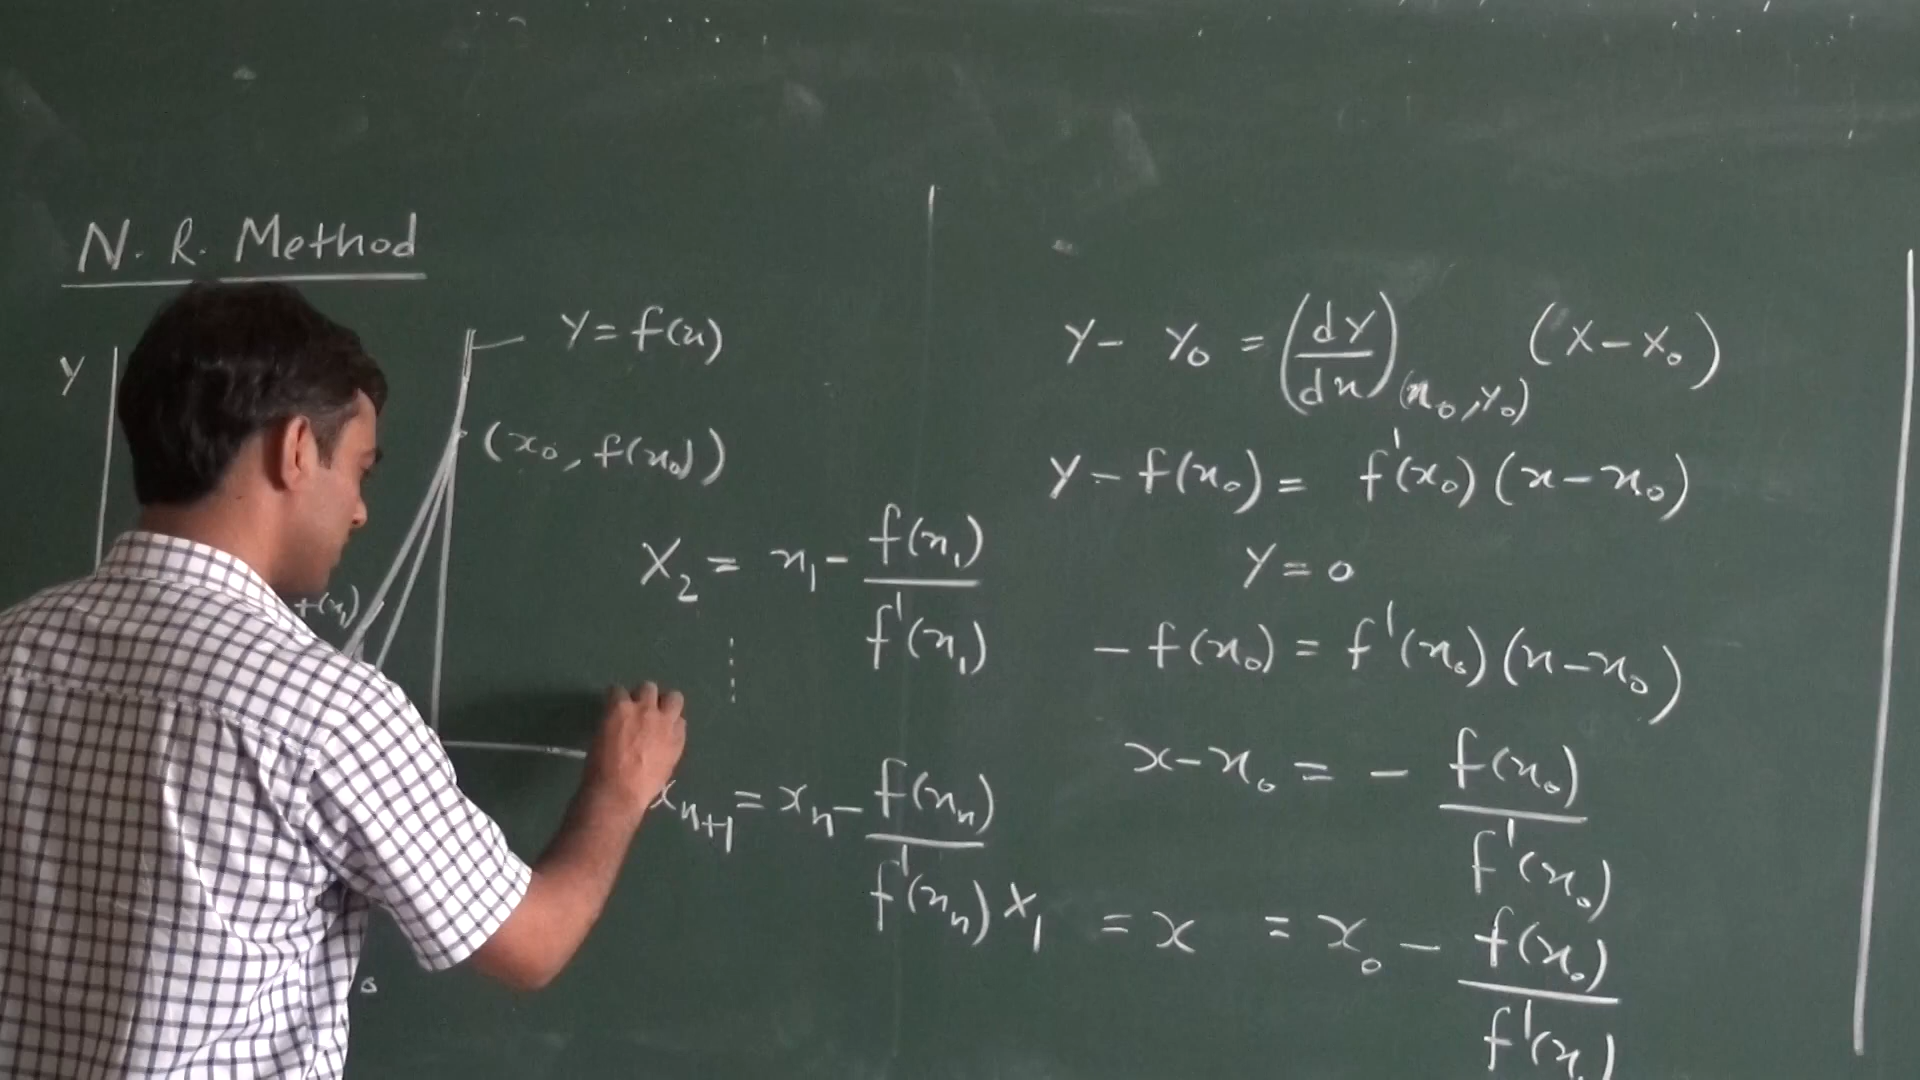 N. R. Method
Y
Y = f(x)
(x₀, f(x₀))
f(x₁)
X₂ = x₁ - f(x₁) / f'(x₁)
⋮
xₙ₊₁ = xₙ - f(xₙ) / f'(xₙ)
Y - Y₀ = (dY/dx)(x₀, Y₀) (X - X₀)
Y - f(x₀) = f'(x₀) (x - x₀)
Y = 0
- f(x₀) = f'(x₀) (x - x₀)
x - x₀ = - f(x₀) / f'(x₀)
X₁ = x = x₀ - f(x₀) / f'(x₀)